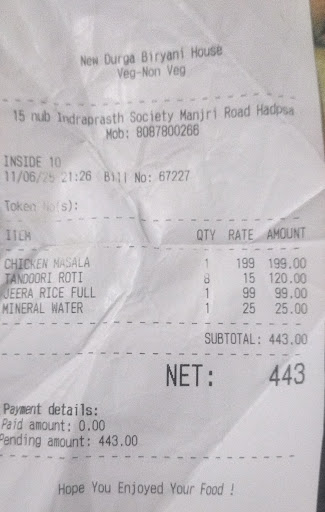 New Durga Biryani House
Veg-Non Veg
15 nub Indraprasth Society Manjri Road Hadpsa
Mob: 8087800266
INSIDE 10
11/06/25 21:26 Bill No: 67227
Token No(s):
ITEM QTY RATE AMOUNT
CHICKEN MASALA 1 199 199.00
TANDOORI ROTI 8 15 120.00
JEERA RICE FULL 1 99 99.00
MINERAL WATER 1 25 25.00
SUBTOTAL: 443.00
NET: 443
Payment details:
Paid amount: 0.00
Pending amount: 443.00
Hope You Enjoyed Your Food !